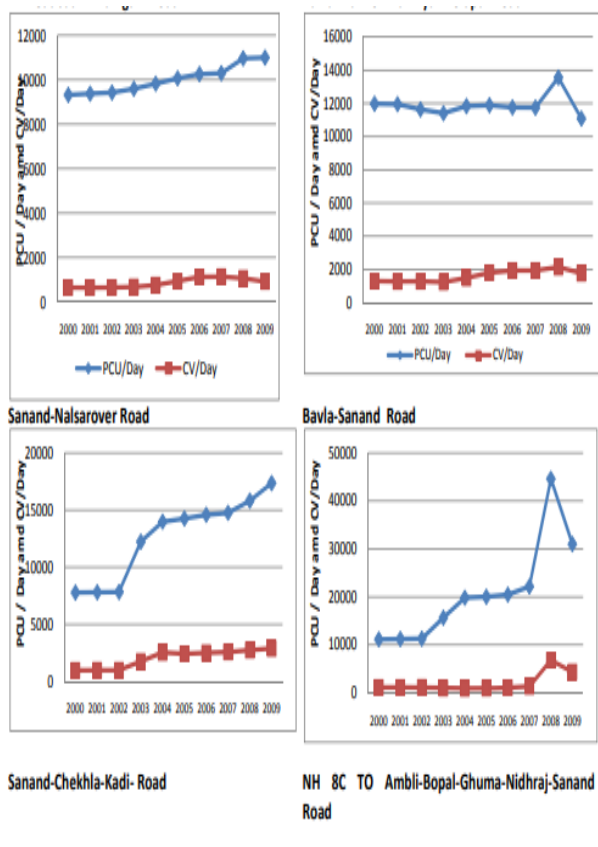 12000
10000
8000
6000
4000
2000
0
PCU / Day amd CV/Day
2000 2001 2002 2003 2004 2005 2006 2007 2008 2009
PCU/Day CV/Day
16000
14000
12000
10000
8000
6000
4000
2000
0
PCU / Day amd CV/Day
2000 2001 2002 2003 2004 2005 2006 2007 2008 2009
PCU/Day CV/Day
Sanand-Nalsarover Road
Bavla-Sanand Road
20000
15000
10000
5000
0
PCU / Day amd CV/Day
2000 2001 2002 2003 2004 2005 2006 2007 2008 2009
50000
40000
30000
20000
10000
0
PCU / Day amd CV/Day
2000 2001 2002 2003 2004 2005 2006 2007 2008 2009
Sanand-Chekhla-Kadi- Road
NH 8C TO Ambli-Bopal-Ghuma-Nidhraj-Sanand
Road